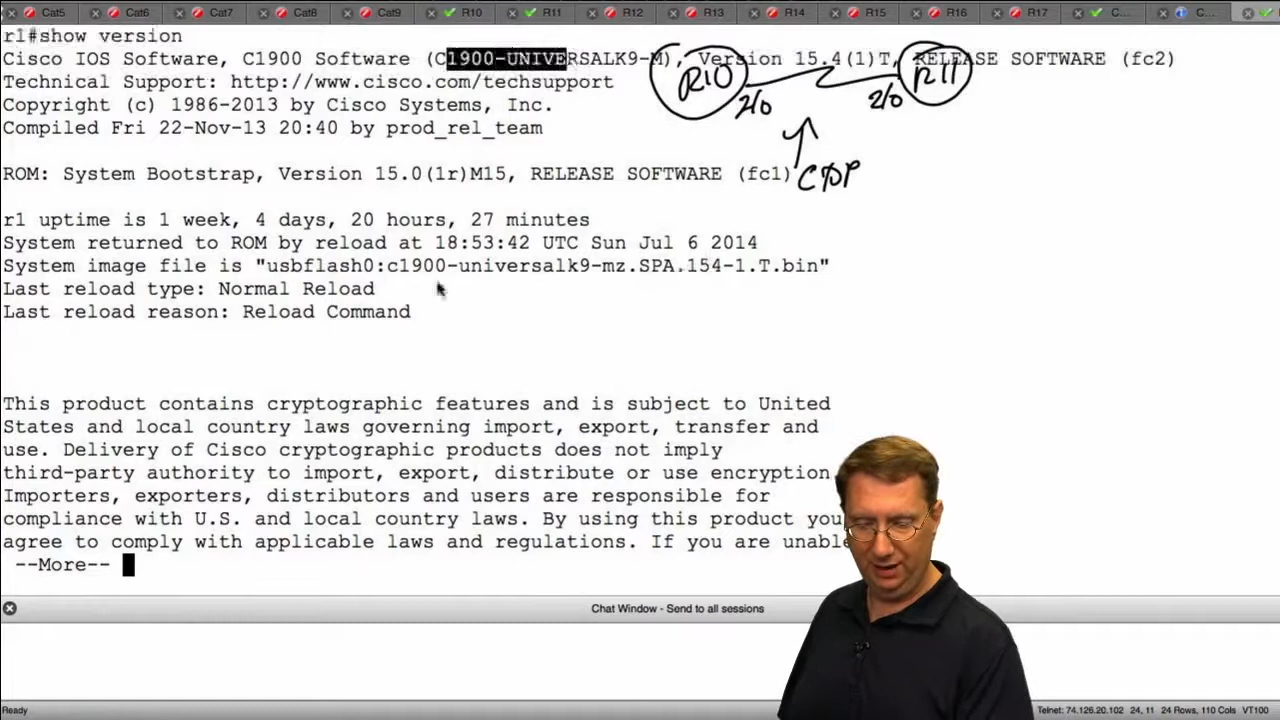 Cat5 Cat6 Cat7 Cat8 Cat9 R10 R11 R12 R13 R14 R15 R16 R17 C... C...
r1#show version
Cisco IOS Software, C1900 Software (C1900-UNIVERSALK9-M), Version 15.4(1)T, RELEASE SOFTWARE (fc2)
Technical Support: http://www.cisco.com/techsupport
R10 R11
2/0 2/0
Copyright (c) 1986-2013 by Cisco Systems, Inc.
Compiled Fri 22-Nov-13 20:40 by prod_rel_team
ROM: System Bootstrap, Version 15.0(1r)M15, RELEASE SOFTWARE (fc1)
CDP
r1 uptime is 1 week, 4 days, 20 hours, 27 minutes
System returned to ROM by reload at 18:53:42 UTC Sun Jul 6 2014
System image file is "usbflash0:c1900-universalk9-mz.SPA.154-1.T.bin"
Last reload type: Normal Reload
Last reload reason: Reload Command
This product contains cryptographic features and is subject to United
States and local country laws governing import, export, transfer and
use. Delivery of Cisco cryptographic products does not imply
third-party authority to import, export, distribute or use encryption.
Importers, exporters, distributors and users are responsible for
compliance with U.S. and local country laws. By using this product you
agree to comply with applicable laws and regulations. If you are unable
--More--
Chat Window - Send to all sessions
Ready Telnet: 74.126.20.102 24, 11 24 Rows, 110 Cols VT100